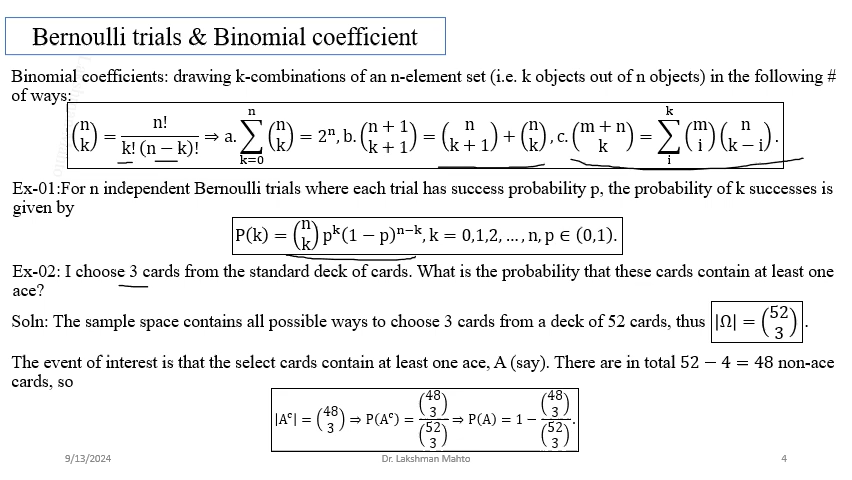 Bernoulli trials & Binomial coefficient
Binomial coefficients: drawing k-combinations of an n-element set (i.e. k objects out of n objects) in the following #
of ways:
(n k) = n! / k! (n − k)! ⇒ a. ∑_{k=0}^{n} (n k) = 2ⁿ, b. (n + 1 k + 1) = (n k + 1) + (n k), c. (m + n k) = ∑_{i}^{k} (m i) (n k − i).
Ex-01:For n independent Bernoulli trials where each trial has success probability p, the probability of k successes is
given by
P(k) = (n k) pᵏ(1 − p)ⁿ⁻ᵏ, k = 0,1,2, … , n, p ∈ (0,1).
Ex-02: I choose 3 cards from the standard deck of cards. What is the probability that these cards contain at least one
ace?
Soln: The sample space contains all possible ways to choose 3 cards from a deck of 52 cards, thus |Ω| = (52 3).
The event of interest is that the select cards contain at least one ace, A (say). There are in total 52 − 4 = 48 non-ace
cards, so
|Aᶜ| = (48 3) ⇒ P(Aᶜ) = (48 3) / (52 3) ⇒ P(A) = 1 − (48 3) / (52 3).
9/13/2024 Dr. Lakshman Mahto 4